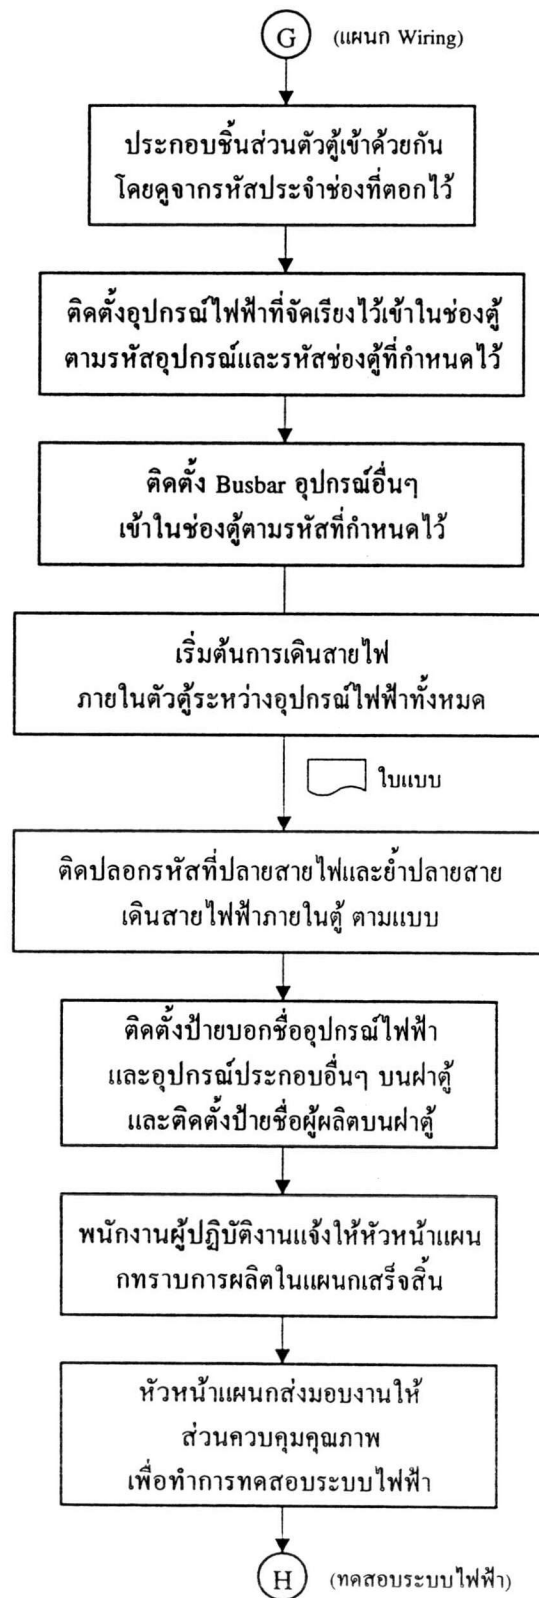 G (แผนก Wiring)
ประกอบชิ้นส่วนตัวตู้เข้าด้วยกัน
โดยดูจากรหัสประจำช่องที่ตอกไว้
ติดตั้งอุปกรณ์ไฟฟ้าที่จัดเรียงไว้เข้าในช่องตู้
ตามรหัสอุปกรณ์และรหัสช่องตู้ที่กำหนดไว้
ติดตั้ง Busbar อุปกรณ์อื่นๆ
เข้าในช่องตู้ตามรหัสที่กำหนดไว้
เริ่มต้นการเดินสายไฟ
ภายในตัวตู้ระหว่างอุปกรณ์ไฟฟ้าทั้งหมด
ใบแบบ
ติดปลอกรหัสที่ปลายสายไฟและย้ำปลายสาย
เดินสายไฟฟ้าภายในตู้ ตามแบบ
ติดตั้งป้ายบอกชื่ออุปกรณ์ไฟฟ้า
และอุปกรณ์ประกอบอื่นๆ บนฝาตู้
และติดตั้งป้ายชื่อผู้ผลิตบนฝาตู้
พนักงานผู้ปฏิบัติงานแจ้งให้หัวหน้าแผน
กทราบการผลิตในแผนกเสร็จสิ้น
หัวหน้าแผนกส่งมอบงานให้
ส่วนควบคุมคุณภาพ
เพื่อทำการทดสอบระบบไฟฟ้า
H (ทดสอบระบบไฟฟ้า)